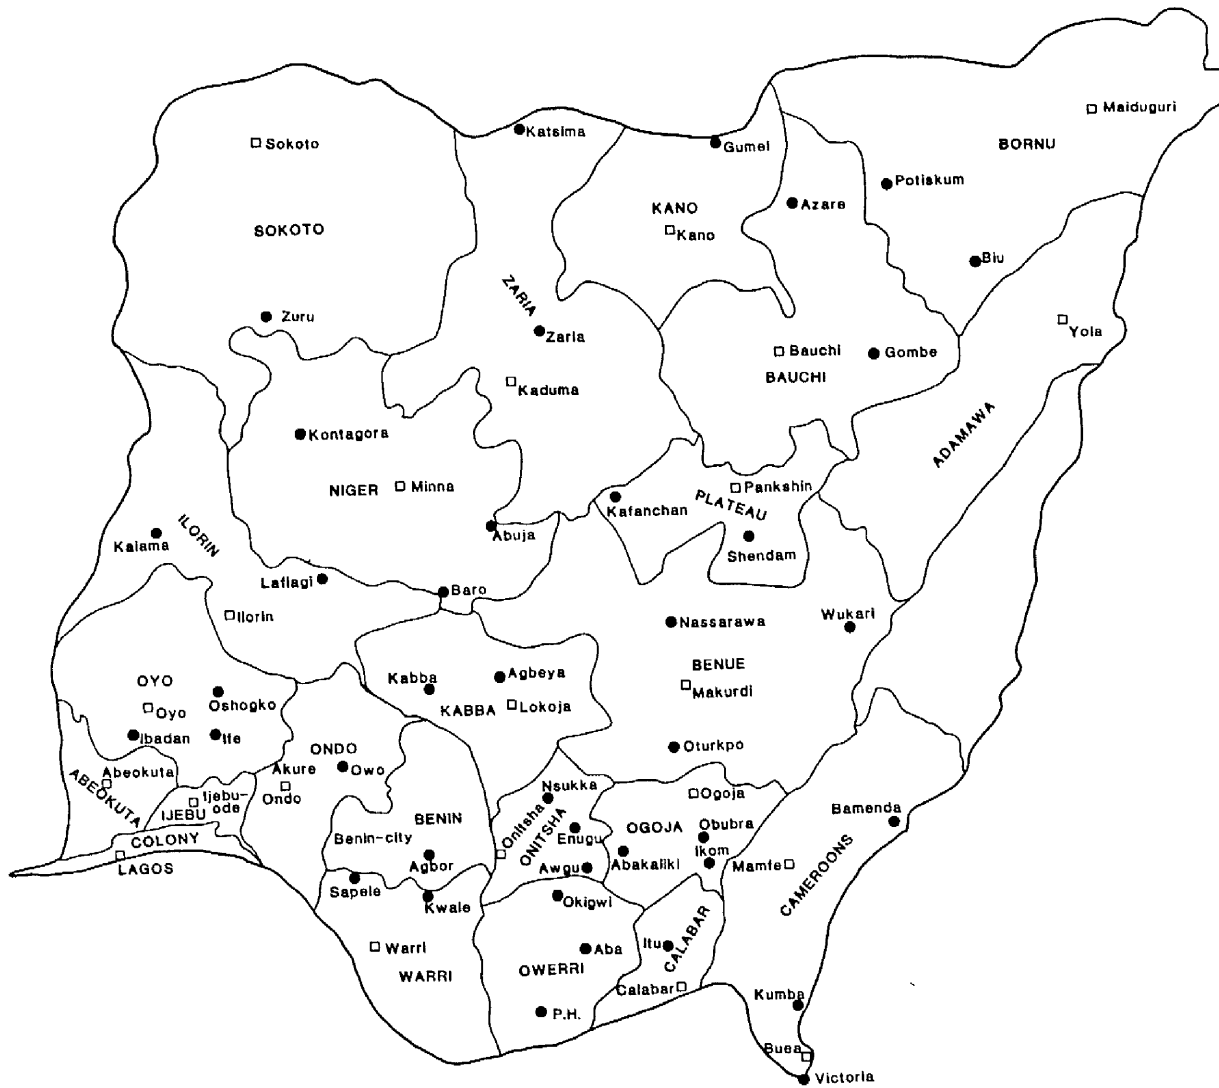 Maiduguri
Katsima
Sokoto
Gumel
BORNU
Potiskum
KANO
Azare
SOKOTO
Kano
Biu
ZARIA
Zuru
Zaria
Yola
Bauchi
Gombe
BAUCHI
Kaduma
ADAMAWA
Kontagora
NIGER
Minna
Pankshin
PLATEAU
Kafanchan
Abuja
ILORIN
Kaiama
Shendam
Lafiagi
Baro
Ilorin
Nassarawa
Wukari
BENUE
Kabba
Agbeya
OYO
Oshogko
Makurdi
Oyo
KABBA
Lokoja
Ibadan
Ife
ONDO
Oturkpo
Abeokuta
Akure
Owo
ABEOKUTA
Ijebu-
ode
Ondo
Nsukka
Ogoja
IJEBU
BENIN
Onitsha
ONITSHA
OGOJA
Bamenda
Benin-city
Enugu
Obubra
COLONY
Ikom
LAGOS
Agbor
Awgu
Abakaliki
Mamfe
CAMEROONS
Sapele
Kwale
Okigwi
CALABAR
Warri
Aba
Itu
WARRI
OWERRI
Calabar
Kumba
P.H.
Buea
Victoria